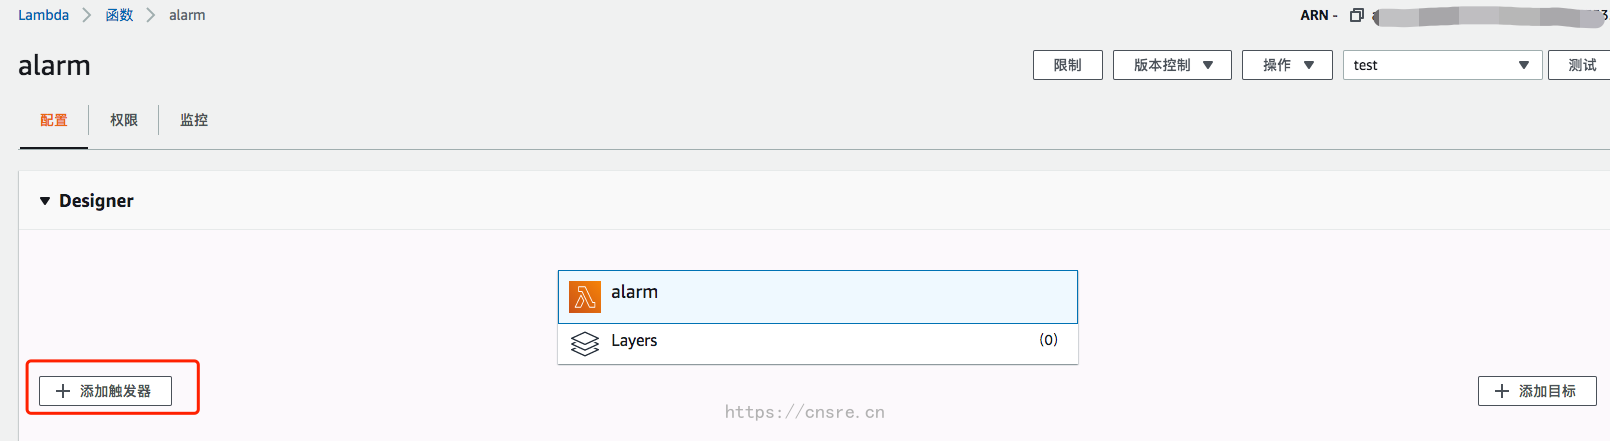 Lambda > 函数 > alarm
ARN -
alarm
限制 版本控制 操作 test 测试
配置 权限 监控
Designer
alarm
Layers (0)
添加触发器
添加目标
https://cnsre.cn